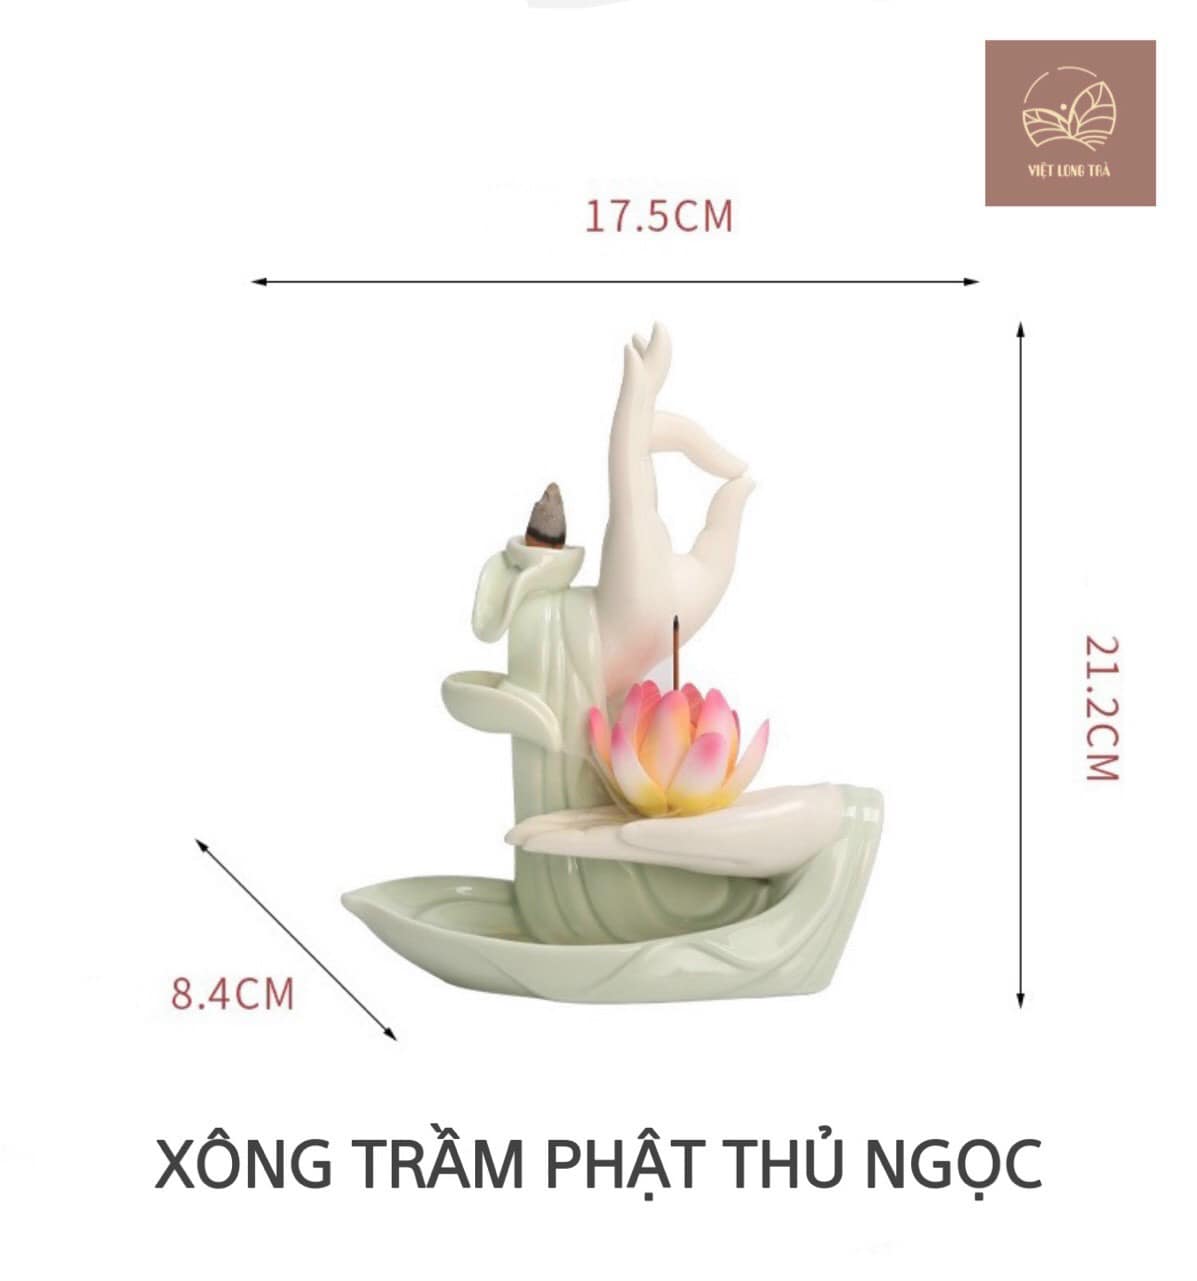 VIỆT LONG TRÀ
17.5CM
21.2CM
8.4CM
XÔNG TRẦM PHẬT THỦ NGỌC